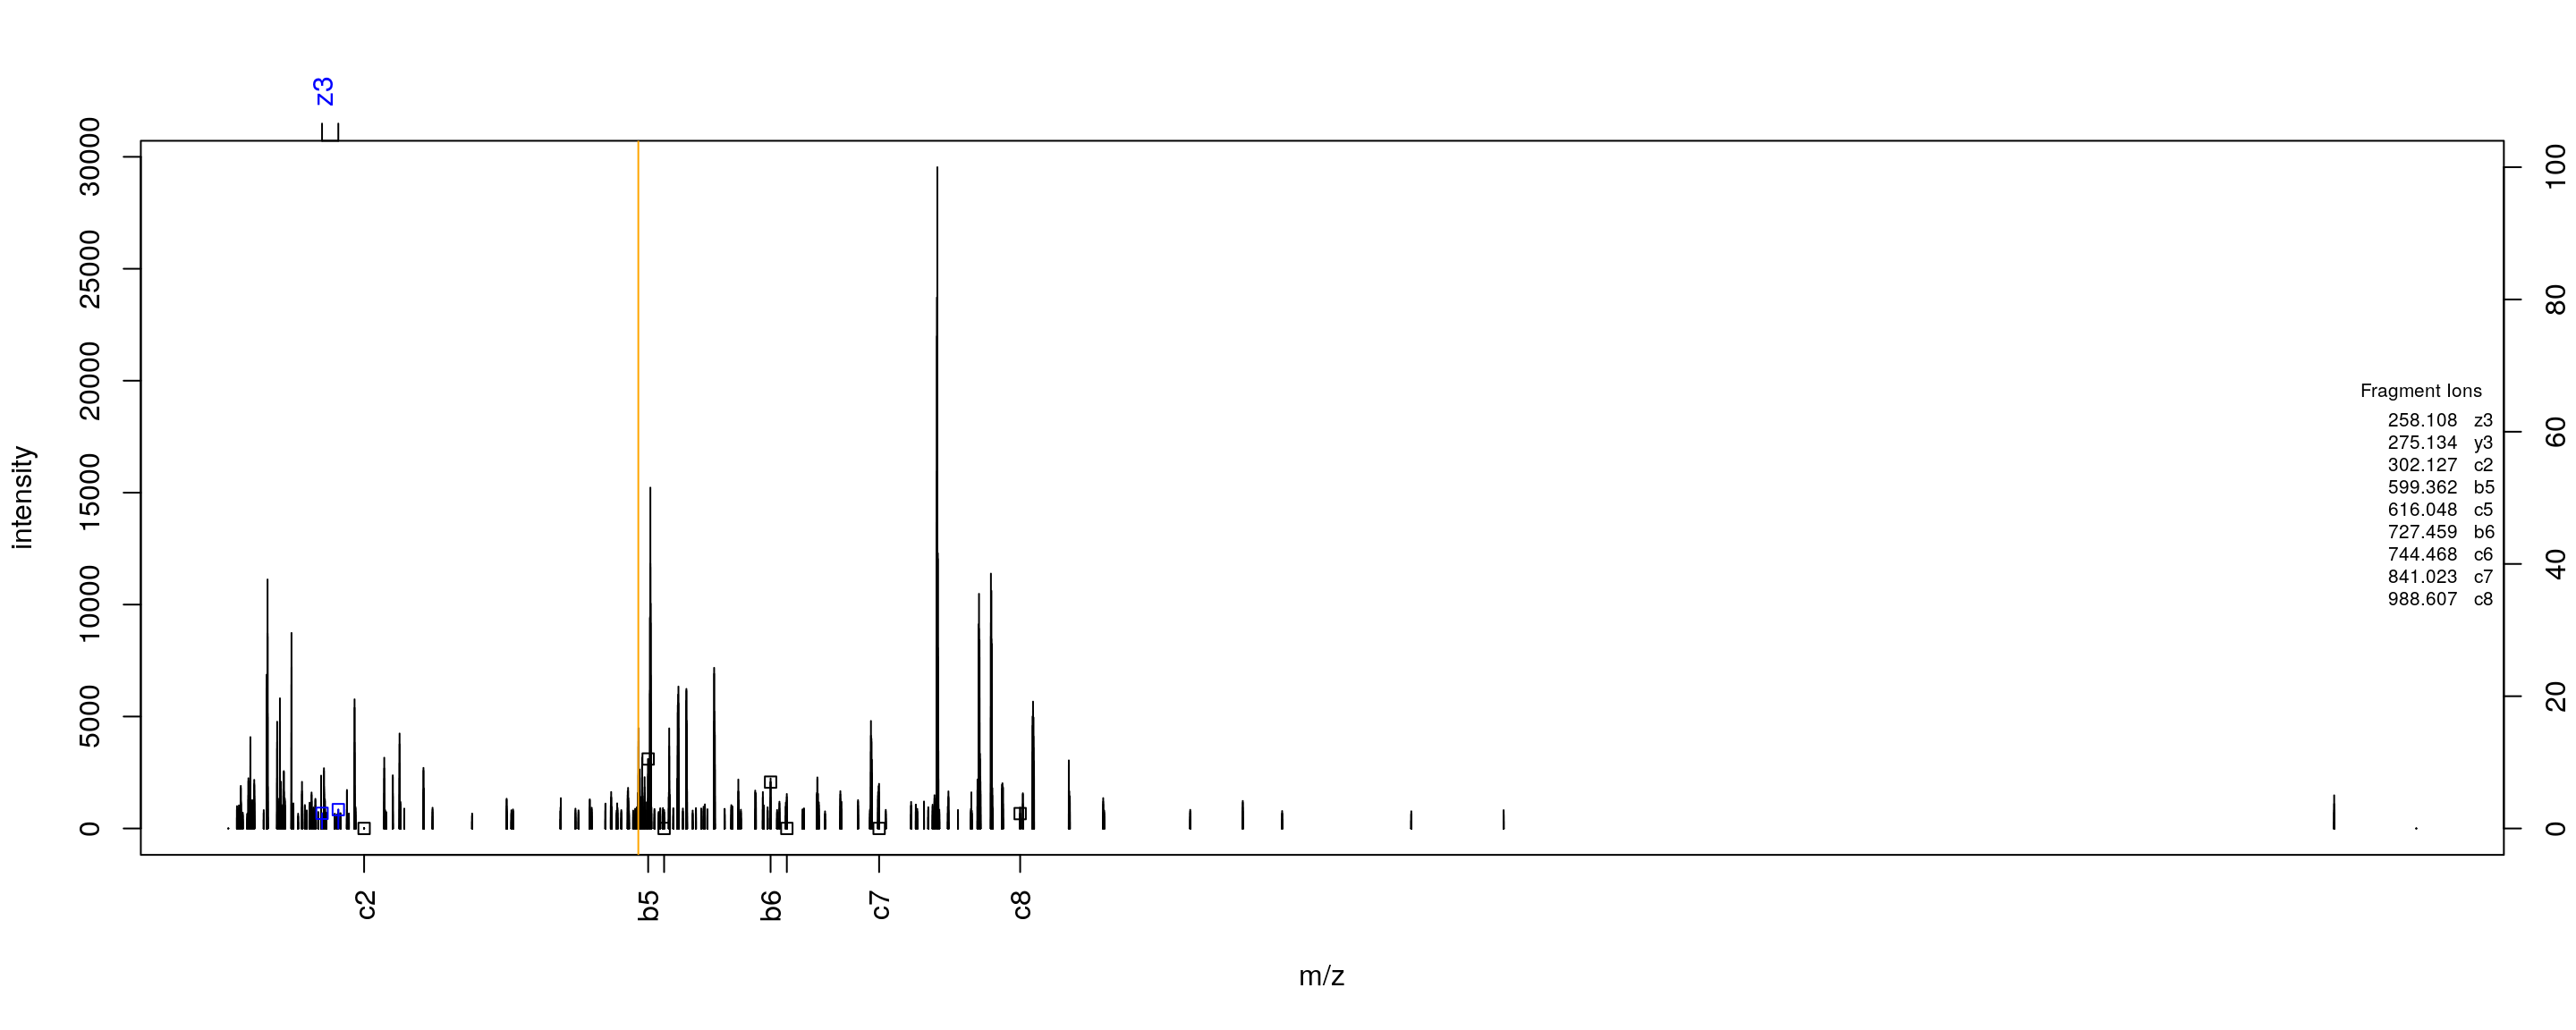 z3
30000
25000
20000
15000
10000
5000
0
intensity
100
80
60
40
20
0
Fragment Ions
258.108 z3
275.134 y3
302.127 c2
599.362 b5
616.048 c5
727.459 b6
744.468 c6
841.023 c7
988.607 c8
c2 b5 b6 c7 c8
m/z